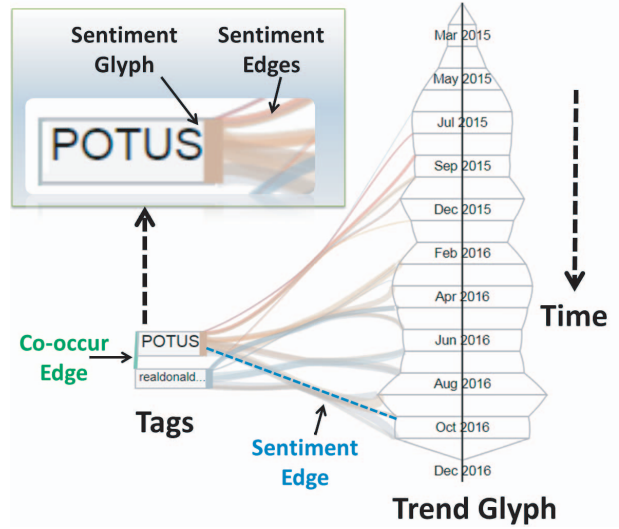 Sentiment
Glyph
Sentiment
Edges
POTUS
Mar 2015
May 2015
Jul 2015
Sep 2015
Dec 2015
Feb 2016
Apr 2016
Jun 2016
Aug 2016
Oct 2016
Dec 2016
Time
Co-occur
Edge
POTUS
realdonald...
Tags
Sentiment
Edge
Trend Glyph